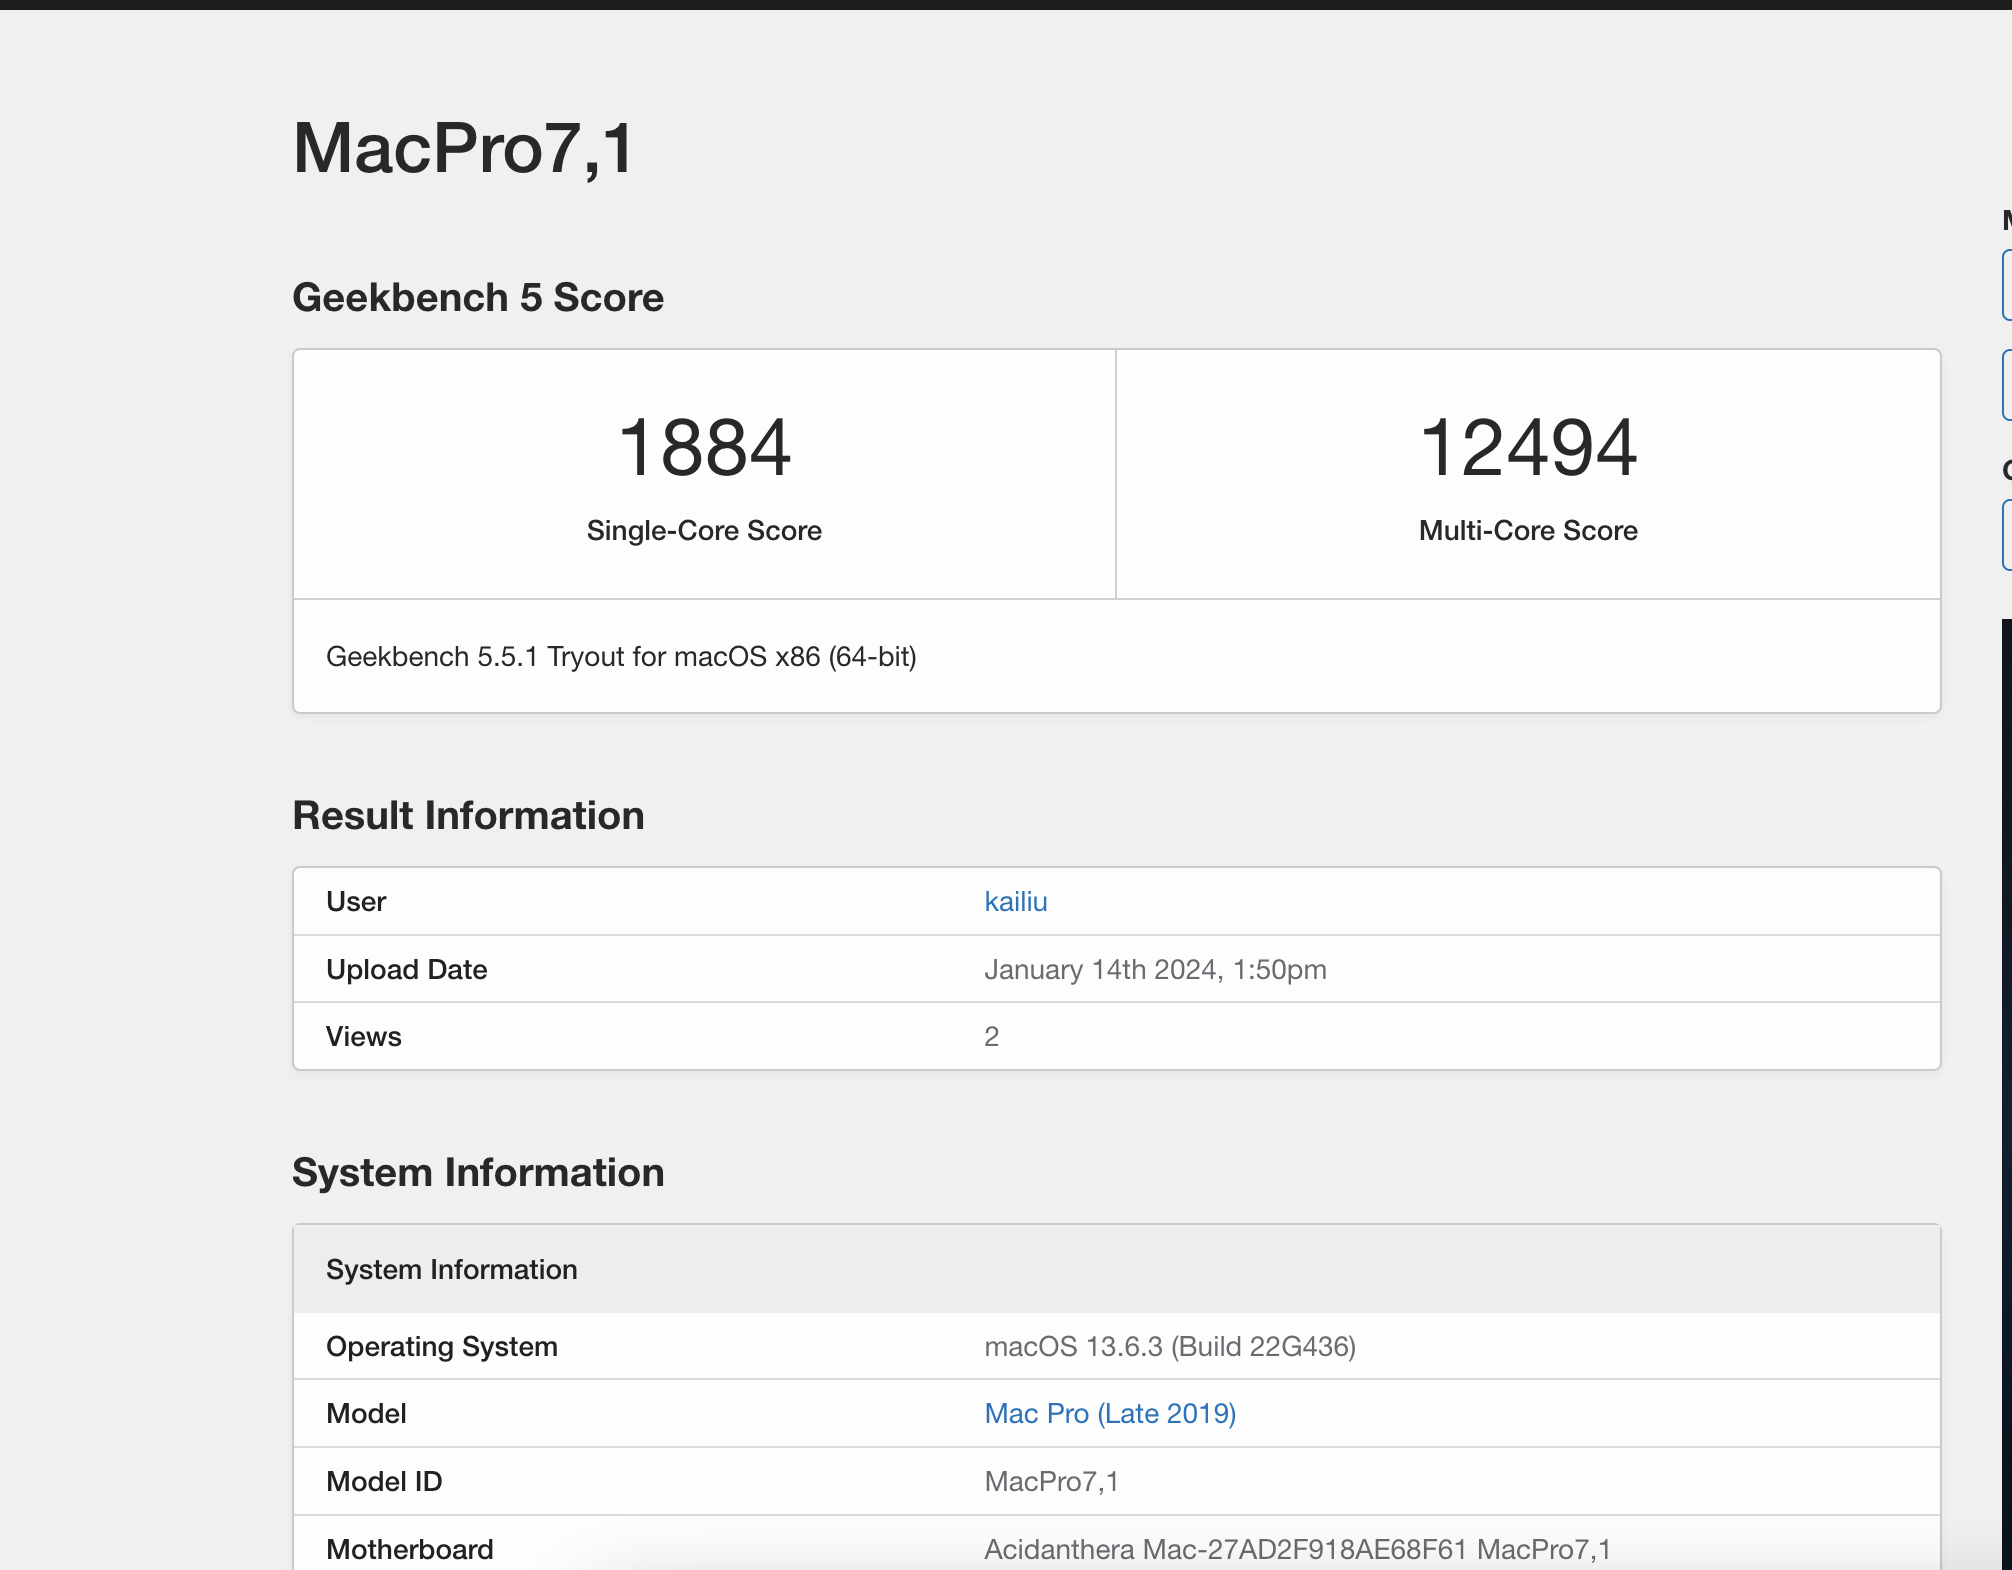 MacPro7,1
Geekbench 5 Score
1884
Single-Core Score
12494
Multi-Core Score
Geekbench 5.5.1 Tryout for macOS x86 (64-bit)
Result Information
User kailiu
Upload Date January 14th 2024, 1:50pm
Views 2
System Information
System Information
Operating System macOS 13.6.3 (Build 22G436)
Model Mac Pro (Late 2019)
Model ID MacPro7,1
Motherboard Acidanthera Mac-27AD2F918AE68F61 MacPro7,1